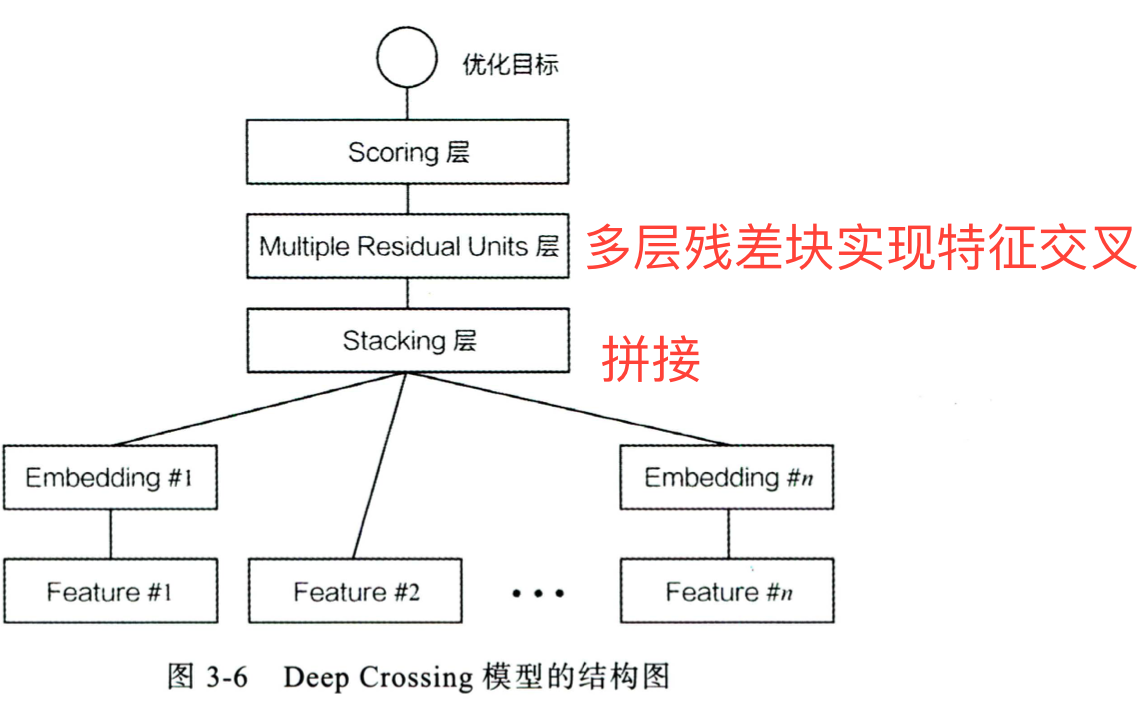 优化目标
Scoring 层
Multiple Residual Units 层
多层残差块实现特征交叉
Stacking 层
拼接
Embedding #1
Embedding #n
Feature #1
Feature #2
• • •
Feature #n
图 3-6 Deep Crossing 模型的结构图